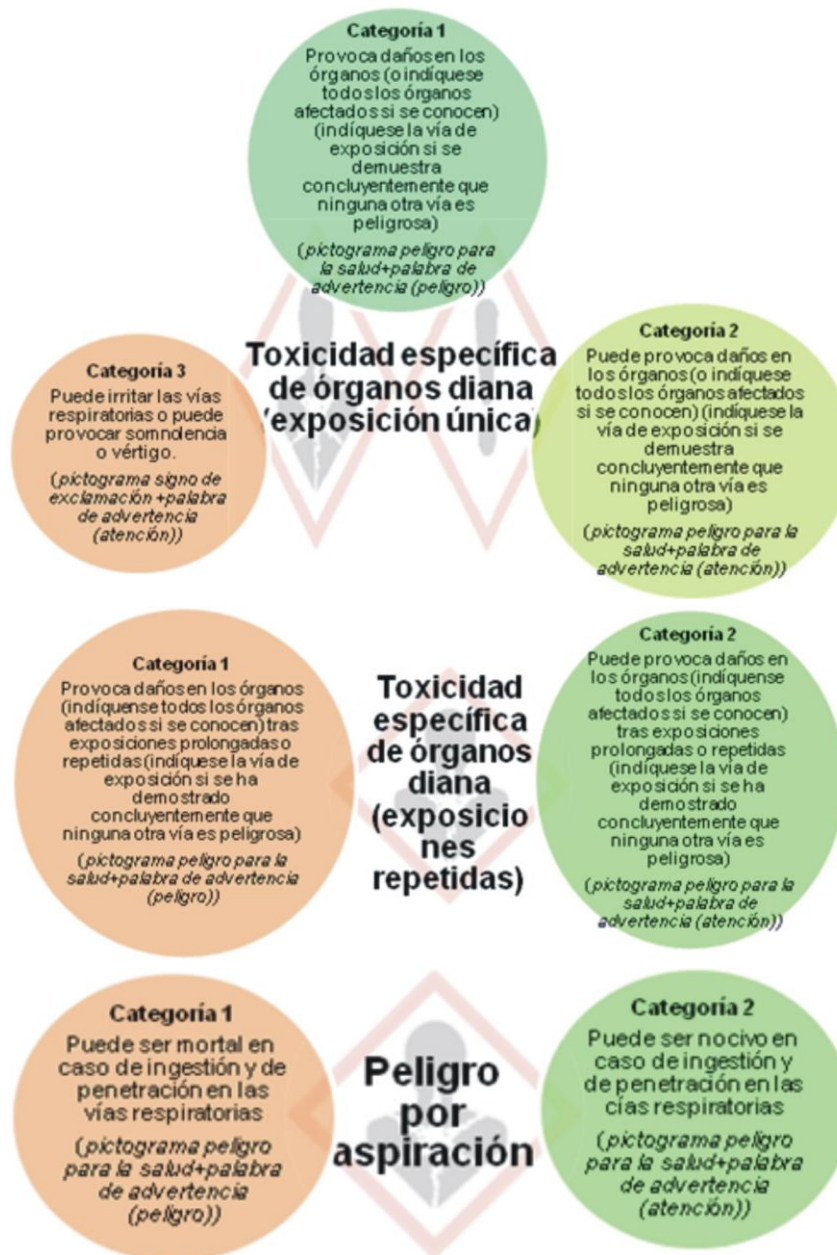 Categoría 1
Provoca daños en los
órganos (o indíquese
todos los órganos
afectados si se conocen)
(indíquese la vía de
exposición si se
demuestra
concluyentemente que
ninguna otra vía es
peligrosa)
(pictograma peligro para
la salud+palabra de
advertencia (peligro))
Toxicidad específica
de órganos diana
(exposición única)
Categoría 3
Puede irritar las vías
respiratorias o puede
provocar somnolencia
o vértigo.
(pictograma signo de
exclamación +palabra
de advertencia
(atención))
Categoría 2
Puede provoca daños en
los órganos (o indíquese
todos los órganos afectados
si se conocen) (indíquese la
vía de exposición si se
demuestra
concluyentemente que
ninguna otra vía es
peligrosa)
(pictograma peligro para la
salud+palabra de
advertencia (atención))
Categoría 1
Provoca daños en los órganos
(indíquense todos los órganos
afectados si se conocen) tras
exposiciones prolongadas o
repetidas (indíquese la vía de
exposición si se ha
demostrado
concluyentemente que
ninguna otra vía es peligrosa)
(pictograma peligro para la
salud+palabra de advertencia
(peligro))
Toxicidad
específica
de órganos
diana
(exposicio
nes
repetidas)
Categoría 2
Puede provoca daños en
los órganos (indíquense
todos los órganos
afectados si se conocen)
tras exposiciones
prolongadas o repetidas
(indíquese la vía de
exposición si se ha
demostrado
concluyentemente que
ninguna otra vía es
peligrosa)
(pictograma peligro para la
salud+palabra de
advertencia (atención))
Categoría 1
Puede ser mortal en
caso de ingestión y de
penetración en las
vías respiratorias
(pictograma peligro
para la salud+palabra
de advertencia
(peligro))
Peligro
por
aspiración
Categoría 2
Puede ser nocivo en
caso de ingestión y
de penetración en las
cías respiratorias
(pictograma peligro
para la salud+palabra
de advertencia
(atención))